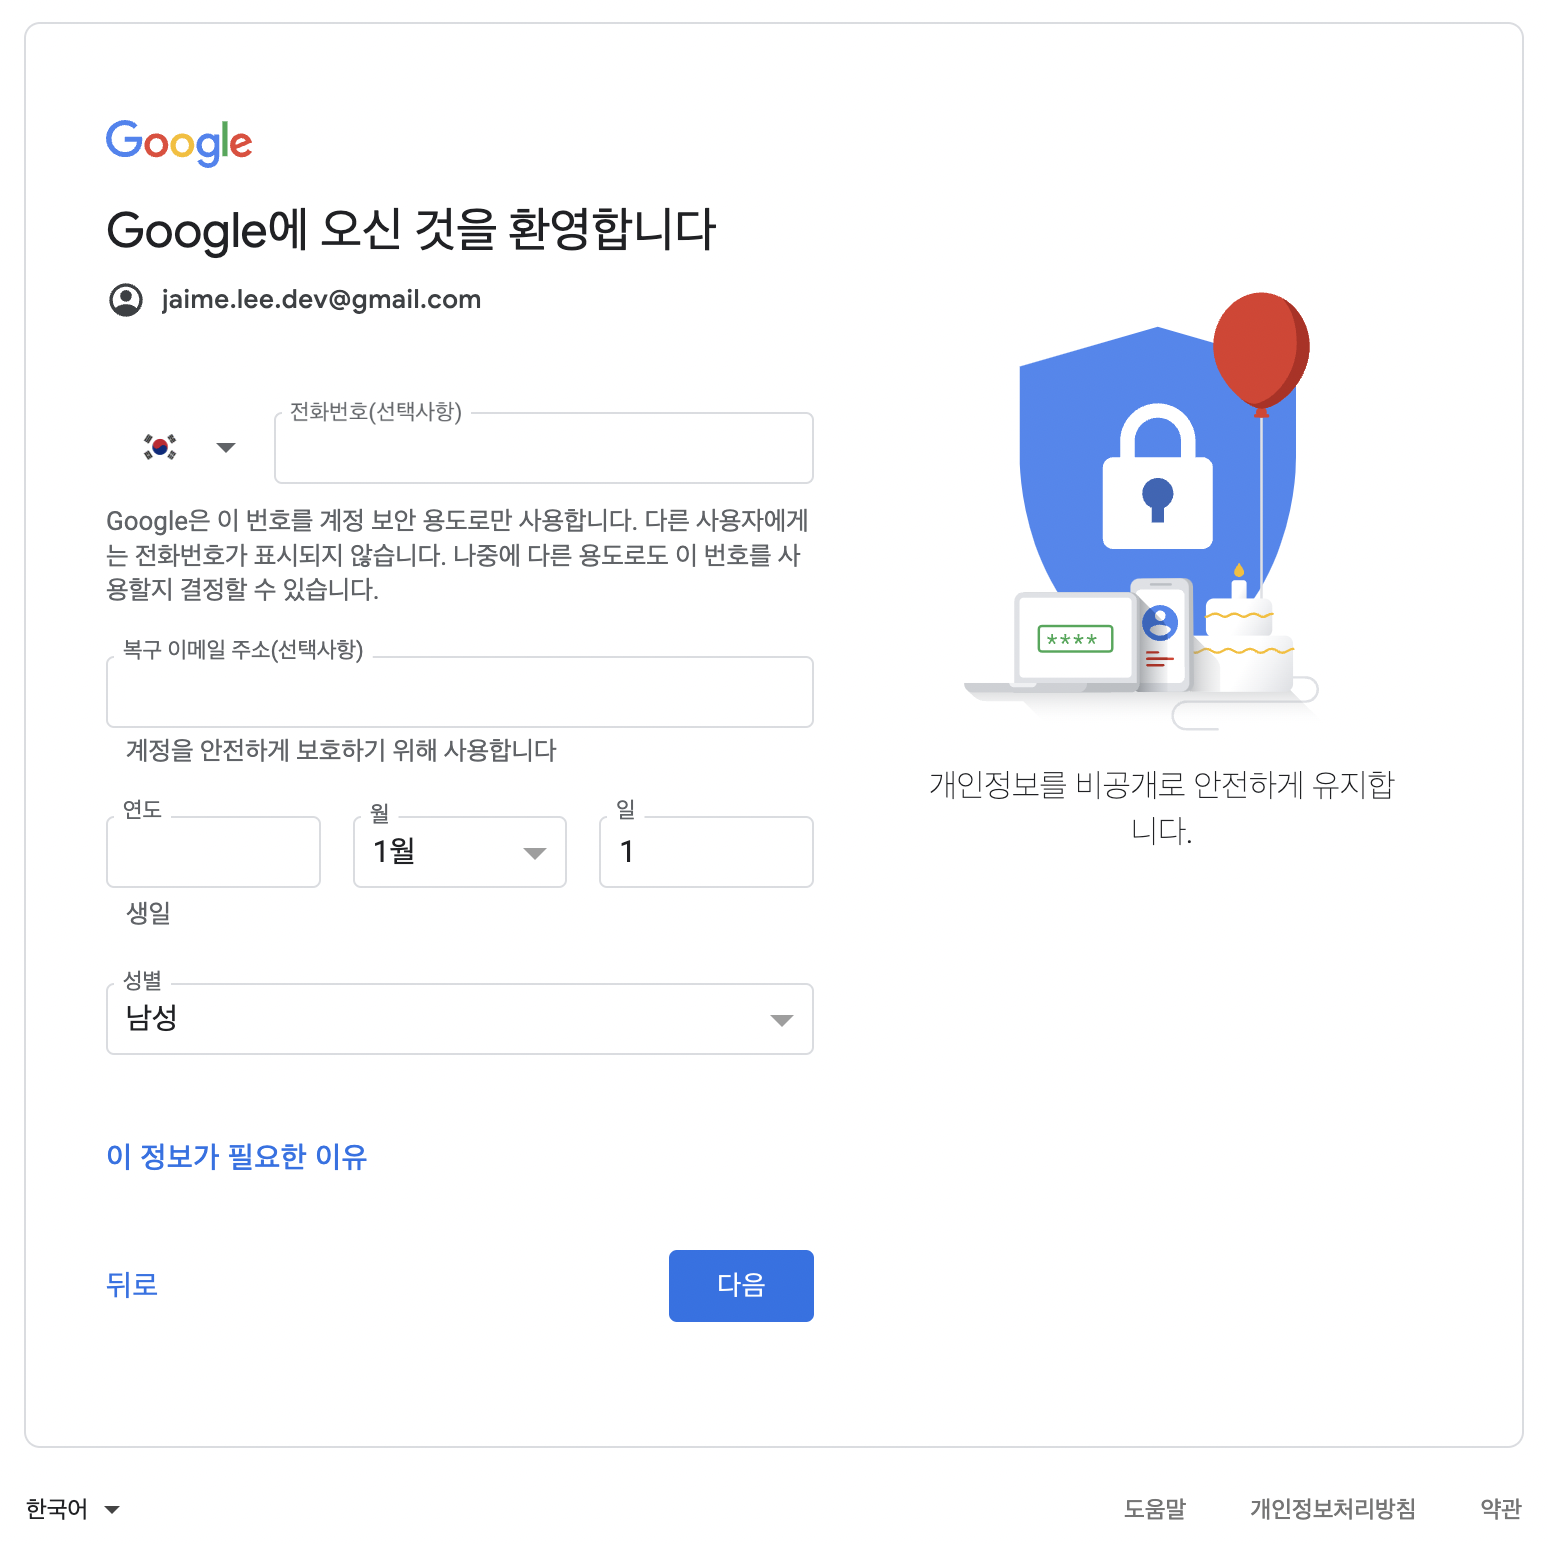 Google
Google에 오신 것을 환영합니다
jaime.lee.dev@gmail.com
전화번호(선택사항)
Google은 이 번호를 계정 보안 용도로만 사용합니다. 다른 사용자에게
는 전화번호가 표시되지 않습니다. 나중에 다른 용도로도 이 번호를 사
용할지 결정할 수 있습니다.
복구 이메일 주소(선택사항)
계정을 안전하게 보호하기 위해 사용합니다
연도 월 일
1월 1
생일
성별
남성
이 정보가 필요한 이유
뒤로 다음
****
개인정보를 비공개로 안전하게 유지합
니다.
한국어 도움말 개인정보처리방침 약관